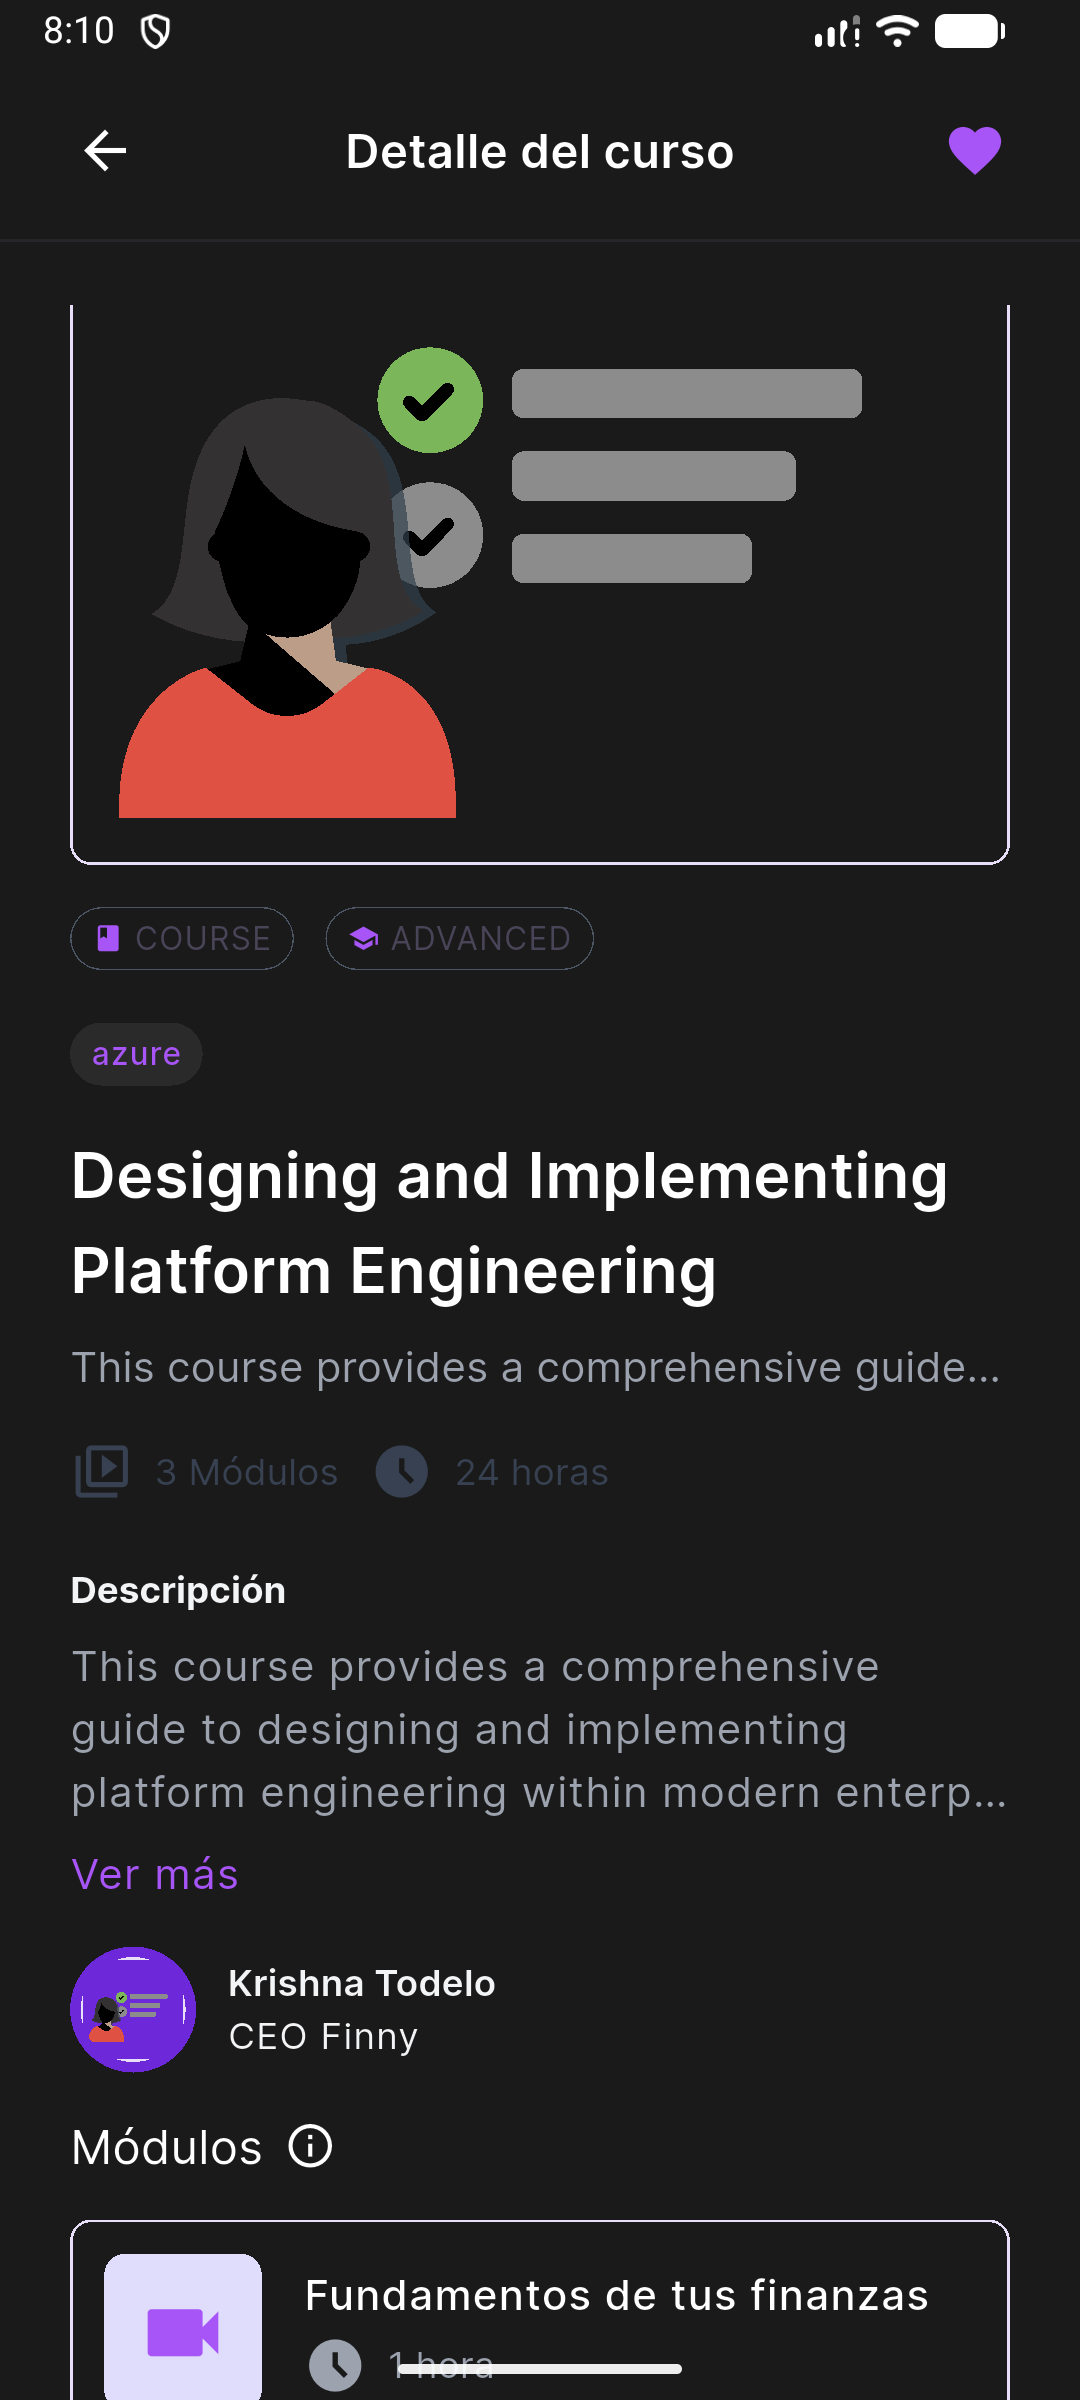 8:10
Detalle del curso
COURSE
ADVANCED
azure
Designing and Implementing
Platform Engineering
This course provides a comprehensive guide...
3 Módulos
24 horas
Descripción
This course provides a comprehensive
guide to designing and implementing
platform engineering within modern enterp...
Ver más
Krishna Todelo
CEO Finny
Módulos
Fundamentos de tus finanzas
1 hora